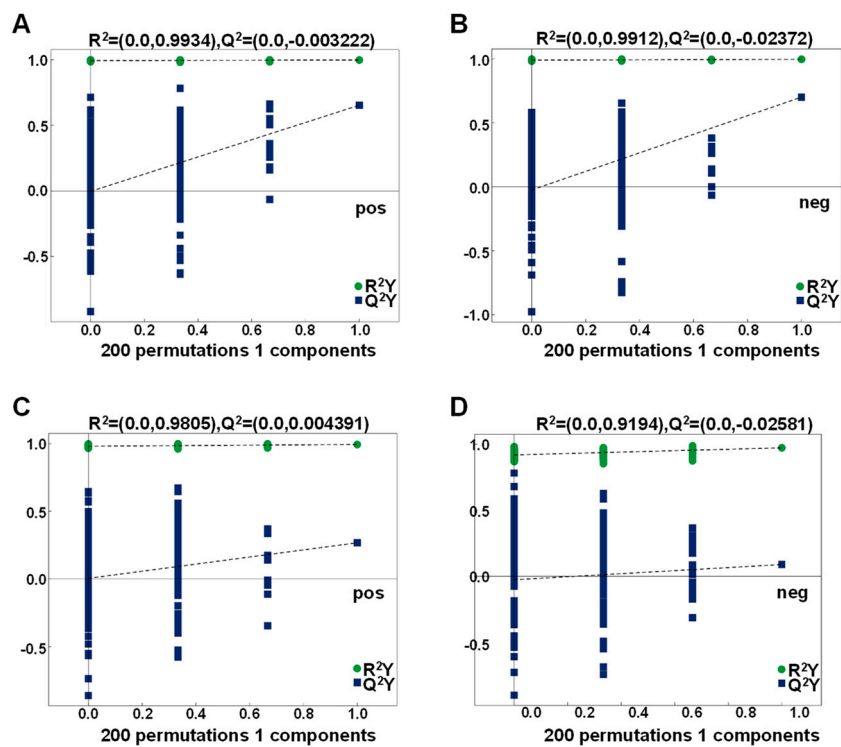 A
R²=(0.0,0.9934),Q²=(0.0,-0.003222)
1.0
0.5
0.0
-0.5
pos
R²Y
Q²Y
0.0 0.2 0.4 0.6 0.8 1.0
200 permutations 1 components
B
R²=(0.0,0.9912),Q²=(0.0,-0.02372)
1.0
0.5
0.0
-0.5
-1.0
neg
R²Y
Q²Y
0.0 0.2 0.4 0.6 0.8 1.0
200 permutations 1 components
C
R²=(0.0,0.9805),Q²=(0.0,0.004391)
1.0
0.5
0.0
-0.5
pos
R²Y
Q²Y
0.0 0.2 0.4 0.6 0.8 1.0
200 permutations 1 components
D
R²=(0.0,0.9194),Q²=(0.0,-0.02581)
1.0
0.5
0.0
-0.5
neg
R²Y
Q²Y
0.0 0.2 0.4 0.6 0.8 1.0
200 permutations 1 components